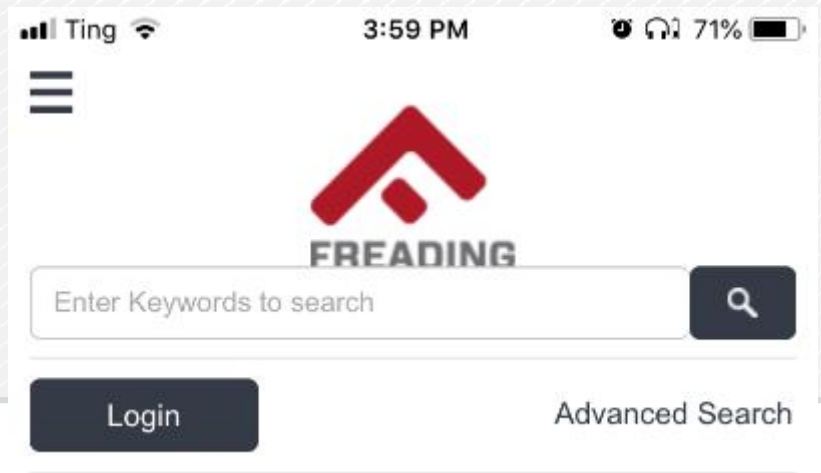 Ting 3:59 PM 71%
FREADING
Enter Keywords to search
Login Advanced Search